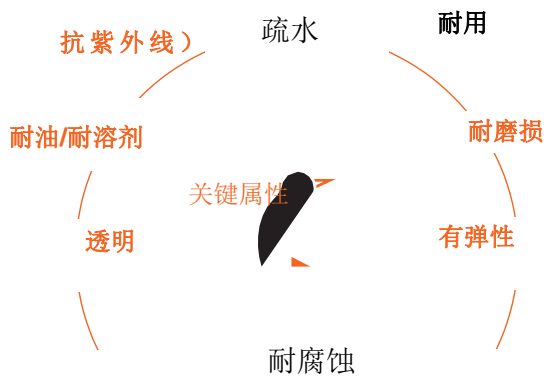 疏水
耐用
抗紫外线）
耐油/耐溶剂
耐磨损
关键属性
透明
有弹性
耐腐蚀